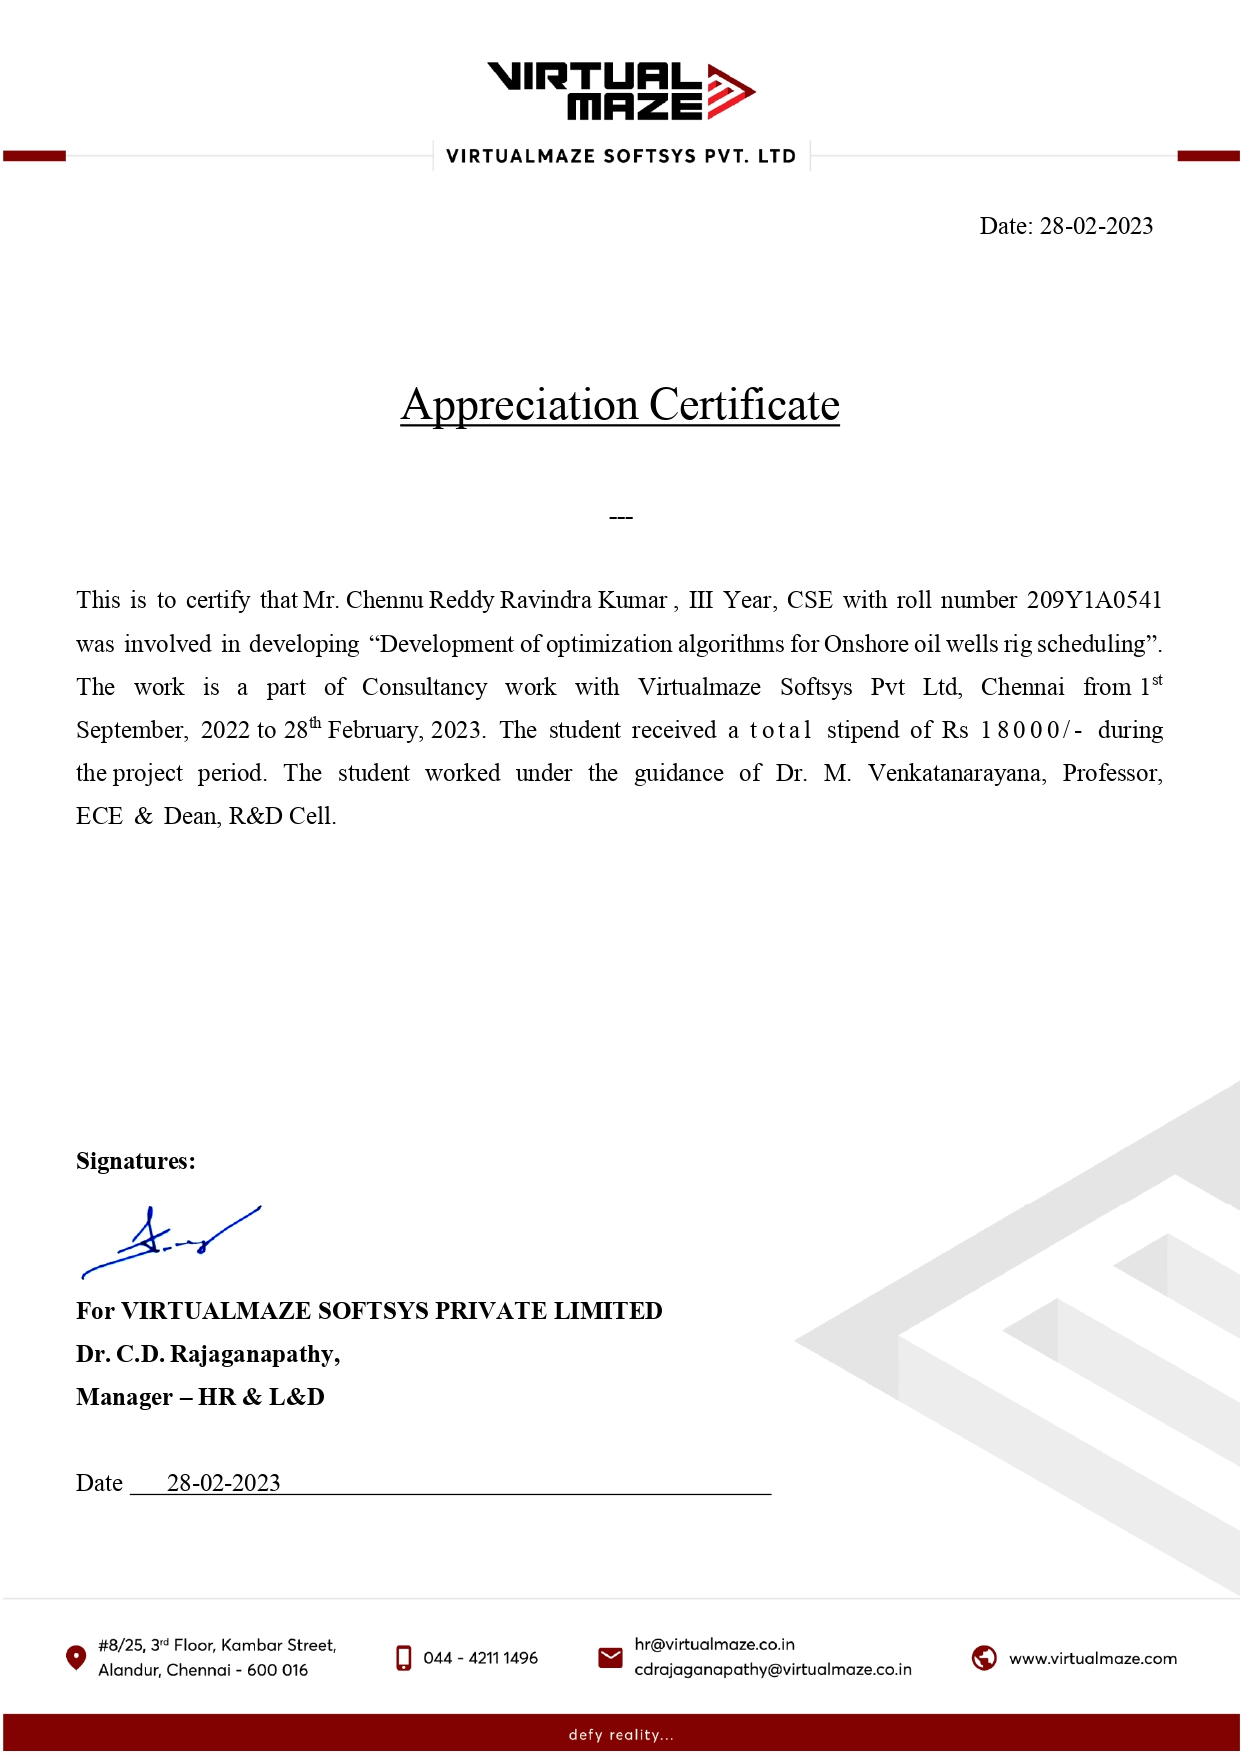 VIRTUAL
MAZE
VIRTUALMAZE SOFTSYS PVT. LTD
Date: 28-02-2023
Appreciation Certificate
---
This is to certify that Mr. Chennu Reddy Ravindra Kumar , III Year, CSE with roll number 209Y1A0541
was involved in developing “Development of optimization algorithms for Onshore oil wells rig scheduling”.
The work is a part of Consultancy work with Virtualmaze Softsys Pvt Ltd, Chennai from 1st
September, 2022 to 28th February, 2023. The student received a total stipend of Rs 18000/- during
the project period. The student worked under the guidance of Dr. M. Venkatanarayana, Professor,
ECE & Dean, R&D Cell.
Signatures:
For VIRTUALMAZE SOFTSYS PRIVATE LIMITED
Dr. C.D. Rajaganapathy,
Manager – HR & L&D
Date 28-02-2023
#8/25, 3rd Floor, Kambar Street,
Alandur, Chennai - 600 016
044 - 4211 1496
hr@virtualmaze.co.in
cdrajaganapathy@virtualmaze.co.in
www.virtualmaze.com
defy reality...